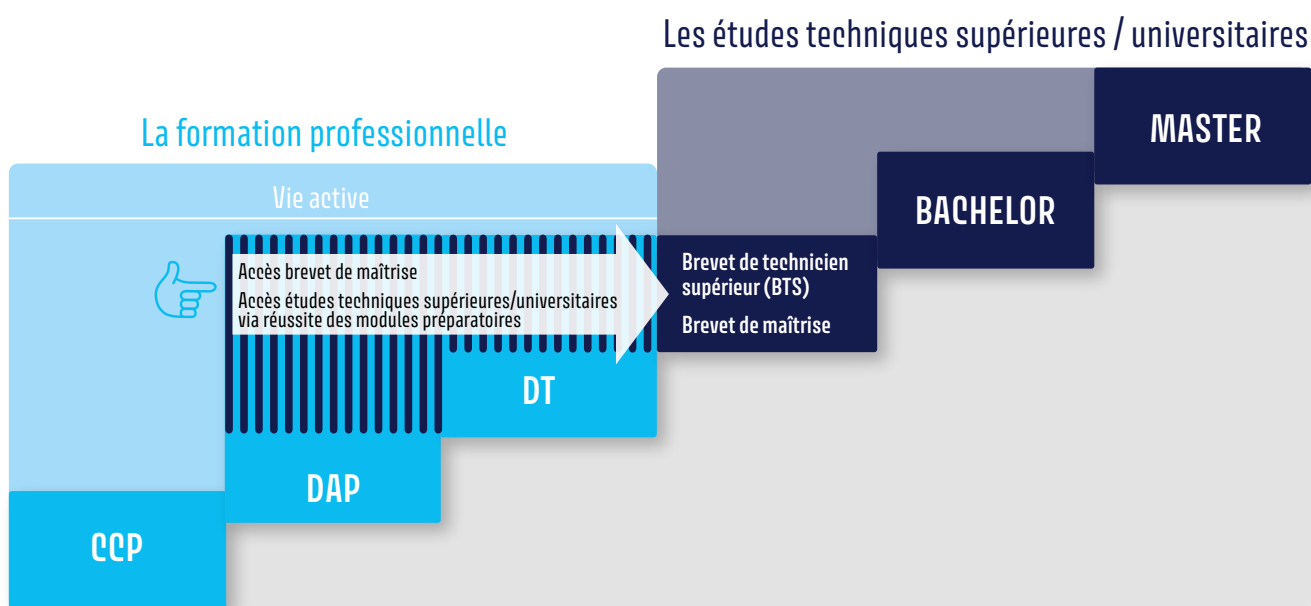 Les études techniques supérieures / universitaires
MASTER
La formation professionnelle
BACHELOR
Vie active
Accès brevet de maîtrise
Accès études techniques supérieures/universitaires
via réussite des modules préparatoires
Brevet de technicien
supérieur (BTS)
Brevet de maîtrise
DT
DAP
CCP